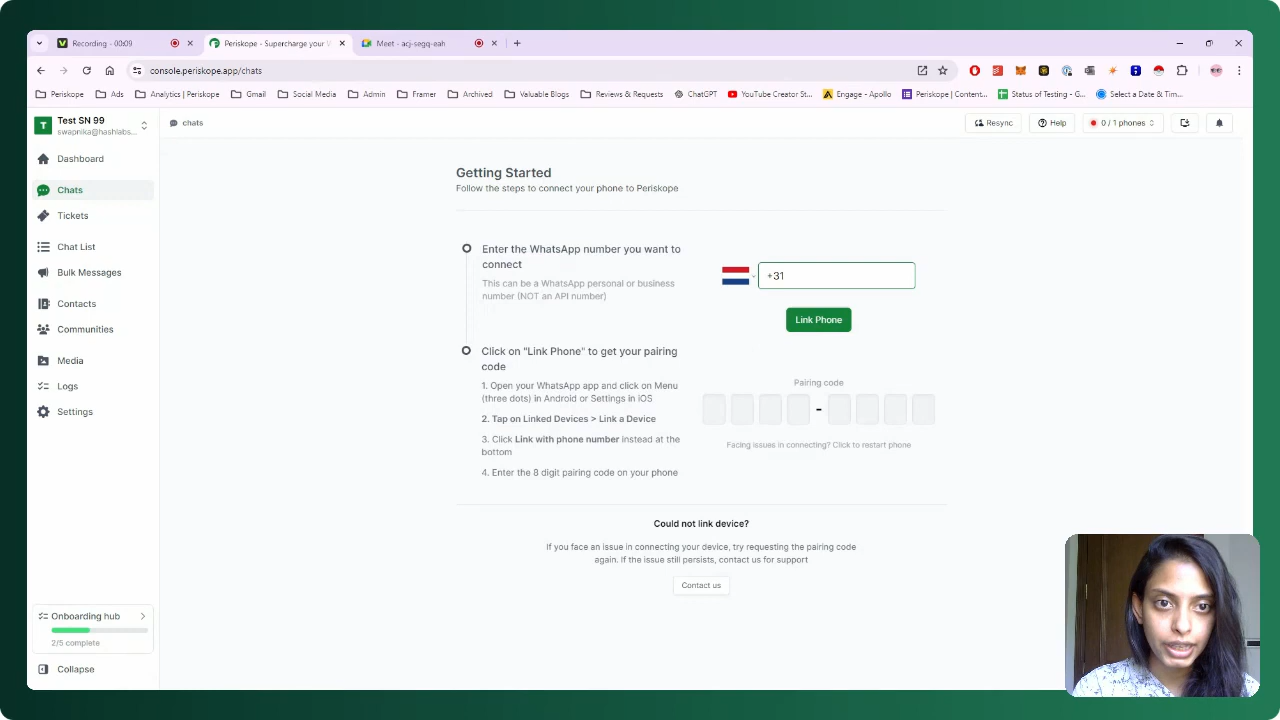 Recording - 00:09
Periskope - Supercharge your W
Meet - acj-segq-eah
console.periskope.app/chats
Periskope
Ads
Analytics | Periskope
Gmail
Social Media
Admin
Framer
Archived
Valuable Blogs
Reviews & Requests
ChatGPT
YouTube Creator St...
Engage - Apollo
Periskope | Content...
Status of Testing - G...
Select a Date & Tim...
T
Test SN 99
swapnika@hashlabs...
chats
Resync
Help
0 / 1 phones
Dashboard
Chats
Tickets
Chat List
Bulk Messages
Contacts
Communities
Media
Logs
Settings
Getting Started
Follow the steps to connect your phone to Periskope
Enter the WhatsApp number you want to
connect
This can be a WhatsApp personal or business
number (NOT an API number)
+31
Link Phone
Click on "Link Phone" to get your pairing
code
1. Open your WhatsApp app and click on Menu
(three dots) in Android or Settings in iOS
2. Tap on Linked Devices > Link a Device
3. Click Link with phone number instead at the
bottom
4. Enter the 8 digit pairing code on your phone
Pairing code
-
Facing issues in connecting? Click to restart phone
Could not link device?
If you face an issue in connecting your device, try requesting the pairing code
again. If the issue still persists, contact us for support
Contact us
Onboarding hub
2/5 complete
Collapse